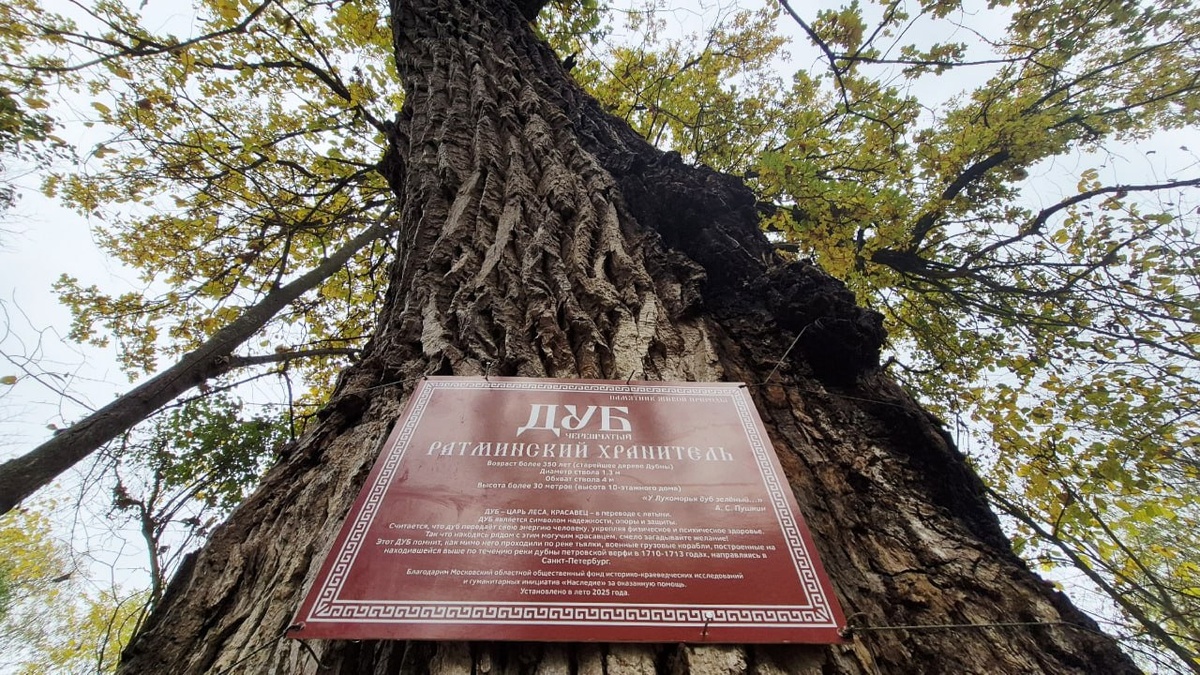 ПАМЯТНИК ЖИВОЙ ПРИРОДЫ
ДУБ
ЧЕРЕШЧАТЫЙ
РАТМИНСКИЙ ХРАНИТЕЛЬ
Возраст более 350 лет (старейшее дерево Дубны)
Диаметр ствола 1,3 м
Обхват ствола 4 м
Высота более 30 метров (высота 10-этажного дома)
«У Лукоморья дуб зелёный...»
А. С. Пушкин
ДУБ – ЦАРЬ ЛЕСА, КРАСАВЕЦ – в переводе с латыни.
ДУБ является символом надежности, опоры и защиты.
Считается, что дуб передаёт свою энергию человеку, укрепляя физическое и психическое здоровье.
Так что находясь рядом с этим могучим красавцем, смело загадывайте желание!
Этот ДУБ помнит, как мимо него проходили по реке тьялки, военные грузовые корабли, построенные на
находившейся выше по течению реки дубны петровской верфи в 1710-1713 годах, направляясь в
Санкт-Петербург.
Благодарим Московский областной общественный фонд историко-краеведческих исследований
и гуманитарных инициатив «Наследие» за оказанную помощь.
Установлено в лето 2025 года.